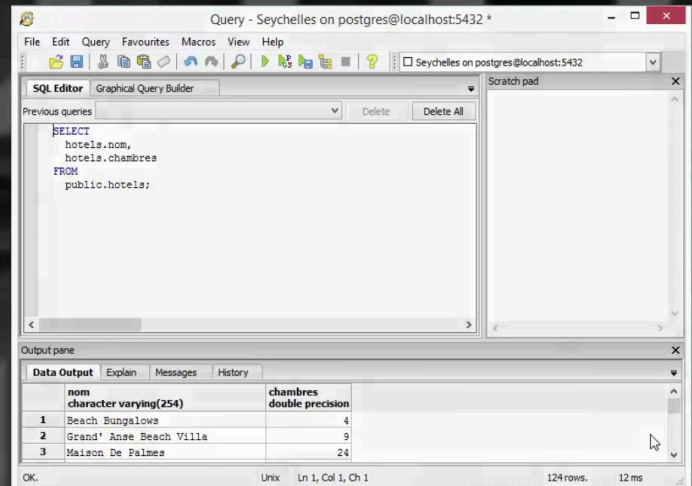 Query - Seychelles on postgres@localhost:5432 *
File Edit Query Favourites Macros View Help
Seychelles on postgres@localhost:5432
SQL Editor Graphical Query Builder
Scratch pad
Previous queries Delete Delete All
SELECT
hotels.nom,
hotels.chambres
FROM
public.hotels;
Output pane
Data Output Explain Messages History
nom chambres
character varying(254) double precision
1 Beach Bungalows 4
2 Grand' Anse Beach Villa 9
3 Maison De Palmes 24
OK. Unix Ln 1, Col 1, Ch 1 124 rows. 12 ms